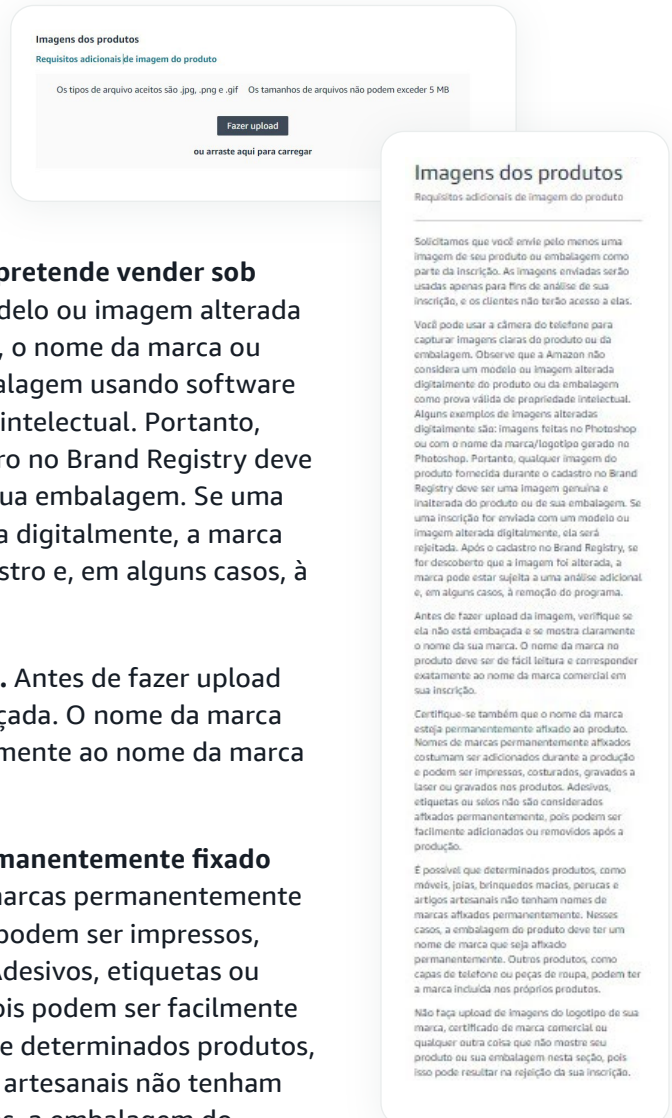 Imagens dos produtos
Requisitos adicionais de imagem do produto
Os tipos de arquivo aceitos são .jpg, .png e .gif Os tamanhos de arquivos não podem exceder 5 MB
Fazer upload
ou arraste aqui para carregar
pretende vender sob
delo ou imagem alterada
, o nome da marca ou
alagem usando software
intelectual. Portanto,
ro no Brand Registry deve
sua embalagem. Se uma
a digitalmente, a marca
stro e, em alguns casos, à
. Antes de fazer upload
çada. O nome da marca
mente ao nome da marca
manentemente fixado
narcas permanentemente
podem ser impressos,
Adesivos, etiquetas ou
ois podem ser facilmente
e determinados produtos,
artesanais não tenham
s, a embalagem do
Imagens dos produtos
Requisitos adicionais de imagem do produto
Solicitamos que você envie pelo menos uma
imagem de seu produto ou embalagem como
parte da inscrição. As imagens enviadas serão
usadas apenas para fins de análise de sua
inscrição, e os clientes não terão acesso a elas.
Você pode usar a câmera do telefone para
capturar imagens claras do produto ou da
embalagem. Observe que a Amazon não
considera um modelo ou imagem alterada
digitalmente do produto ou da embalagem
como prova válida de propriedade intelectual.
Alguns exemplos de imagens alteradas
digitalmente são: imagens feitas no Photoshop
ou com o nome da marca/logotipo gerado no
Photoshop. Portanto, qualquer imagem do
produto fornecida durante o cadastro no Brand
Registry deve ser uma imagem genuína e
inalterada do produto ou de sua embalagem. Se
uma inscrição for enviada com um modelo ou
imagem alterada digitalmente, ela será
rejeitada. Após o cadastro no Brand Registry, se
for descoberto que a imagem foi alterada, a
marca pode estar sujeita a uma análise adicional
e, em alguns casos, à remoção do programa.
Antes de fazer upload da imagem, verifique se
ela não está embaçada e se mostra claramente
o nome da sua marca. O nome da marca no
produto deve ser de fácil leitura e corresponder
exatamente ao nome da marca comercial em
sua inscrição.
Certifique-se também que o nome da marca
esteja permanentemente afixado ao produto.
Nomes de marcas permanentemente afixados
costumam ser adicionados durante a produção
e podem ser impressos, costurados, gravados a
laser ou gravados nos produtos. Adesivos,
etiquetas ou selos não são considerados
afixados permanentemente, pois podem ser
facilmente adicionados ou removidos após a
produção.
É possível que determinados produtos, como
móveis, joias, brinquedos macios, perucas e
artigos artesanais não tenham nomes de
marcas afixados permanentemente. Nesses
casos, a embalagem do produto deve ter um
nome de marca que seja afixado
permanentemente. Outros produtos, como
capas de telefone ou peças de roupa, podem ter
a marca incluída nos próprios produtos.
Não faça upload de imagens do logotipo de sua
marca, certificado de marca comercial ou
qualquer outra coisa que não mostre seu
produto ou sua embalagem nesta seção, pois
isso pode resultar na rejeição da sua inscrição.